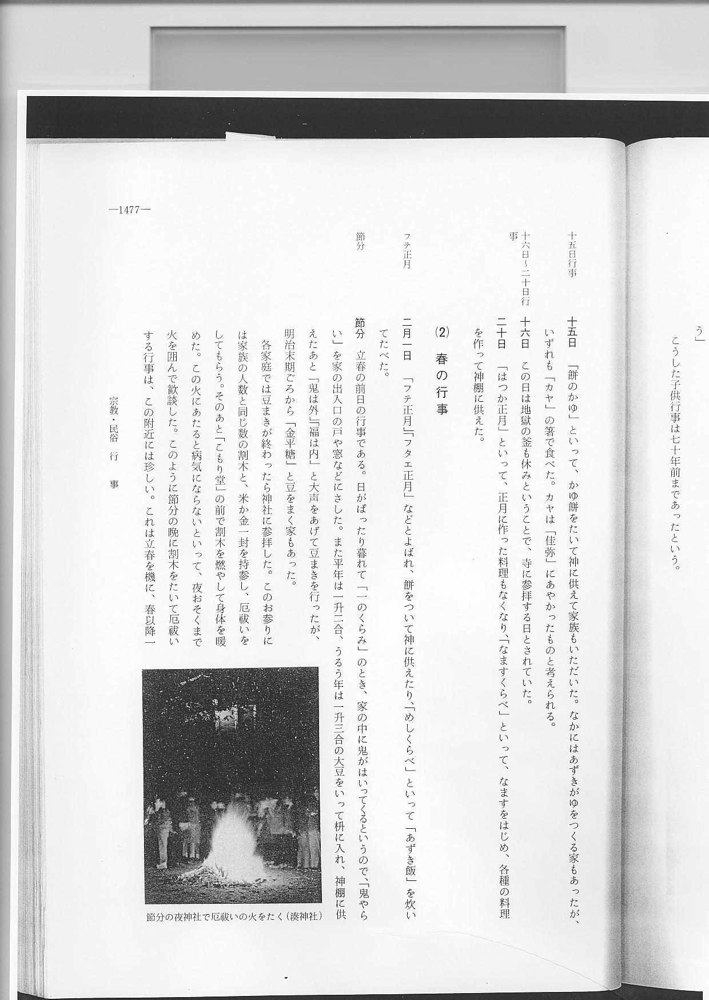 う」
こうした子供行事は七十年前まであったという。
十五日行事
十五日　「餅のかゆ」といって、かゆ餅をたいて神に供えて家族もいただいた。なかにはあずきがゆをつくる家もあったが、
いずれも「カヤ」の箸で食べた。カヤは「佳弥」にあやかったものと考えられる。
十六日～二十日行
事
十六日　この日は地獄の釜も休みということで、寺に参拝する日とされていた。
二十日　「はつか正月」といって、正月に作った料理もなくなり、「なますくらべ」といって、なますをはじめ、各種の料理
を作って神棚に供えた。
(2)　春の行事
フテ正月
二月一日　「フテ正月」「フタエ正月」などとよばれ、餅をついて神に供えたり、「めしくらべ」といって「あずき飯」を炊い
てたべた。
節分
節分　立春の前日の行事である。日がぱったり暮れて「一のくらみ」のとき、家の中に鬼がはいってくるというので、「鬼やら
い」を家の出入口の戸や窓などにさした。また平年は一升二合、うるう年は一升三合の大豆をいって枡に入れ、神棚に供
えたあと「鬼は外」「福は内」と大声をあげて豆まきを行ったが、
明治末期ごろから「金平糖」と豆をまく家もあった。
各家庭では豆まきが終わったら神社に参拝した。このお参りに
は家族の人数と同じ数の割木と、米か金一封を持参し、厄祓いを
してもらう。そのあと「こもり堂」の前で割木を燃やして身体を暖
めた。この火にあたると病気にならないといって、夜おそくまで
火を囲んで歓談した。このように節分の晩に割木をたいて厄祓い
する行事は、この附近には珍しい。これは立春を機に、春以降一
節分の夜神社で厄祓いの火をたく(湊神社)
宗教・民俗　行　事
—1477—